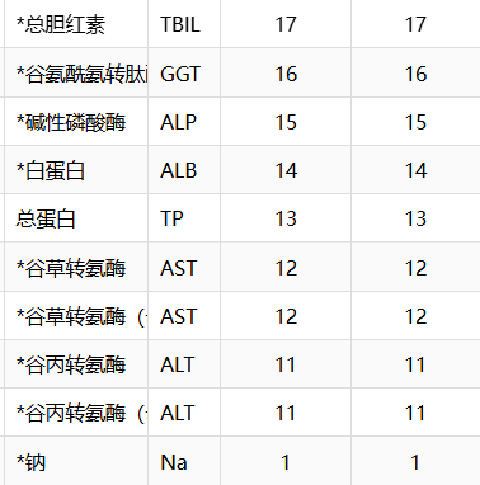 *总胆红素 TBIL 17 17
*谷氨酰氨转肽 GGT 16 16
*碱性磷酸酶 ALP 15 15
*白蛋白 ALB 14 14
总蛋白 TP 13 13
*谷草转氨酶 AST 12 12
*谷草转氨酶（ AST 12 12
*谷丙转氨酶 ALT 11 11
*谷丙转氨酶（ ALT 11 11
*钠 Na 1 1